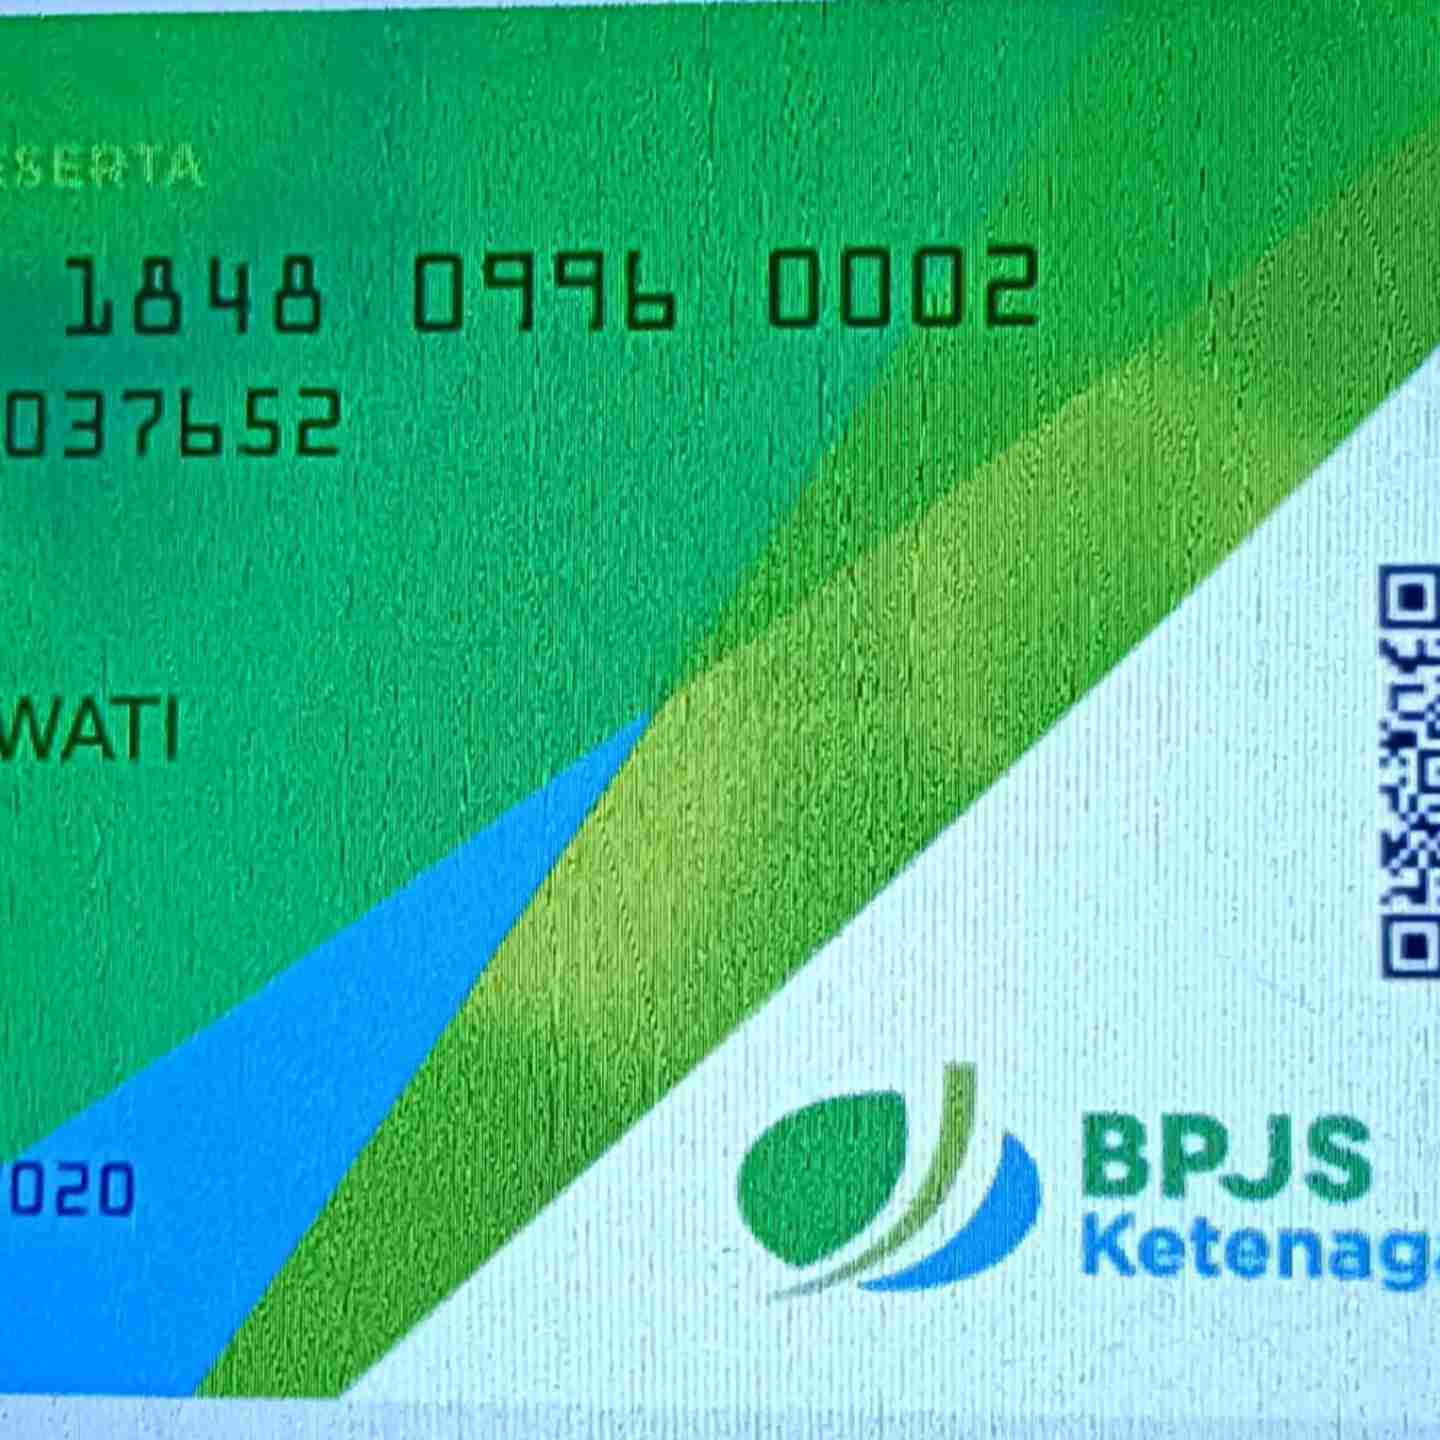 ESERTA
1848 0996 0002
037652
WATI
020
BPJS
Ketenaga